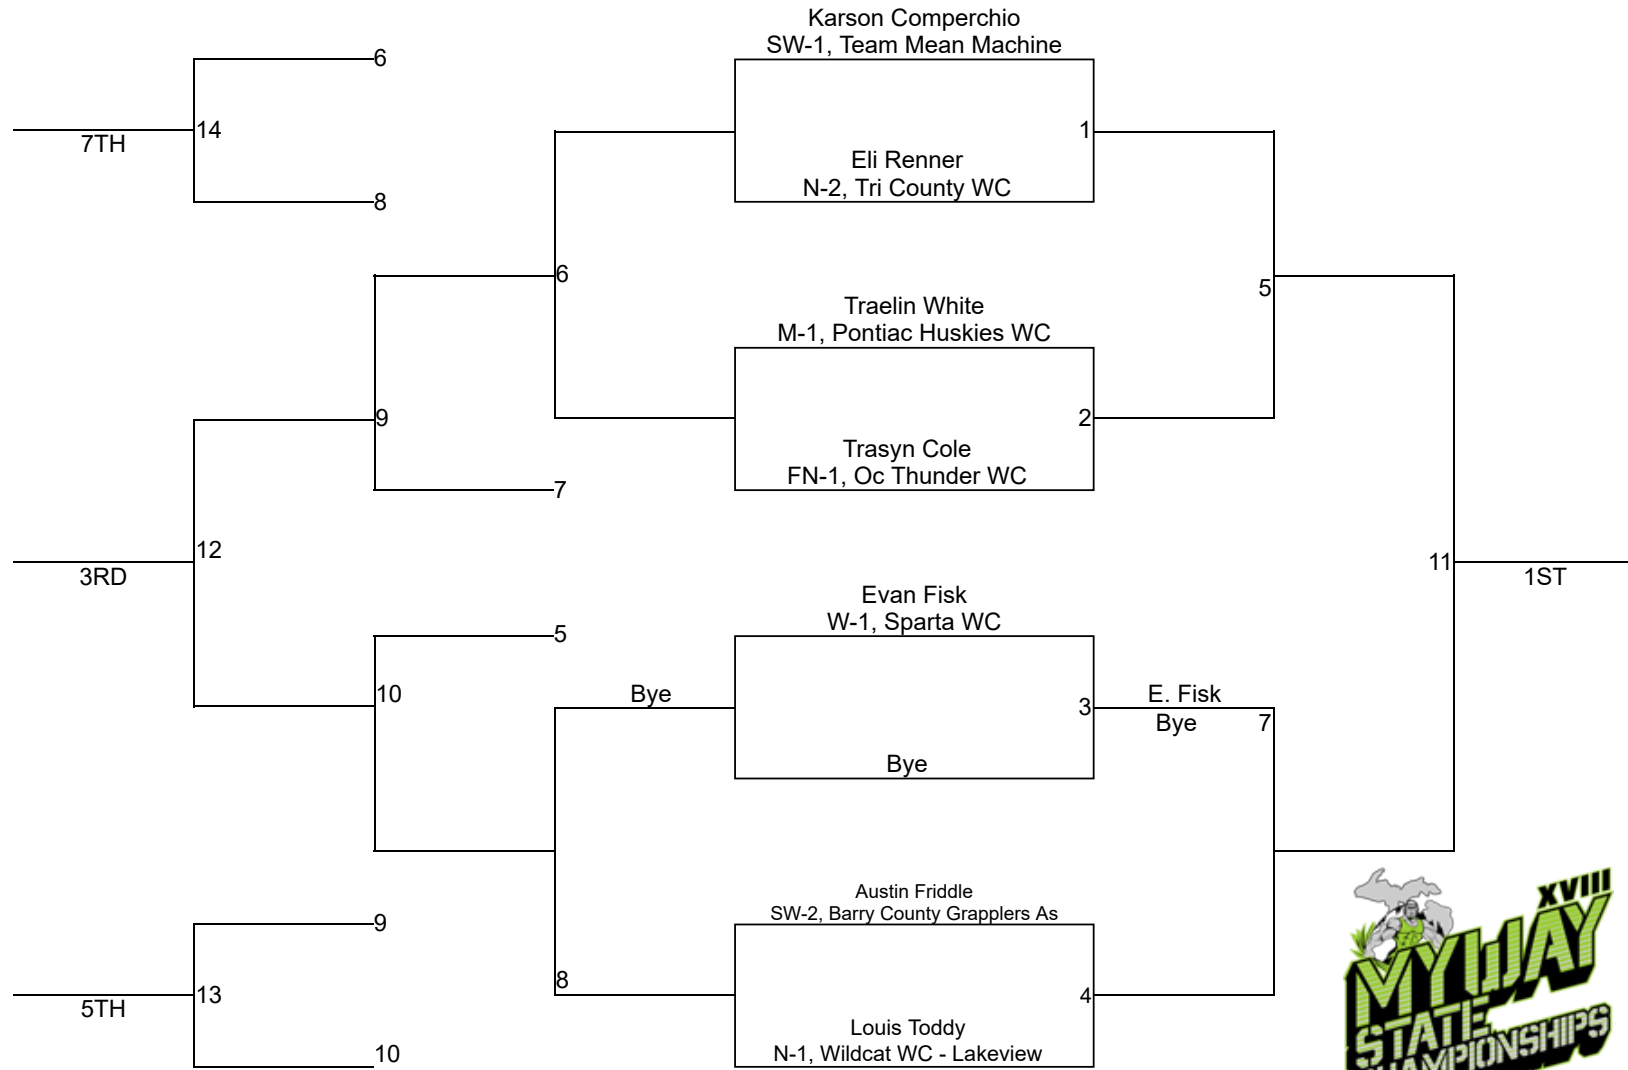 Karson Comperchio
SW-1, Team Mean Machine
6
14
7TH
1
Eli Renner
N-2, Tri County WC
8
6
5
Traelin White
M-1, Pontiac Huskies WC
9
2
Trasyn Cole
FN-1, Oc Thunder WC
7
12
3RD
11
1ST
Evan Fisk
W-1, Sparta WC
5
10
Bye
3
E. Fisk
Bye
7
Bye
Austin Friddle
SW-2, Barry County Grapplers As
9
8
13
5TH
4
Louis Toddy
N-1, Wildcat WC - Lakeview
10
XVIII
MYWAY
STATE
CHAMPIONSHIPS